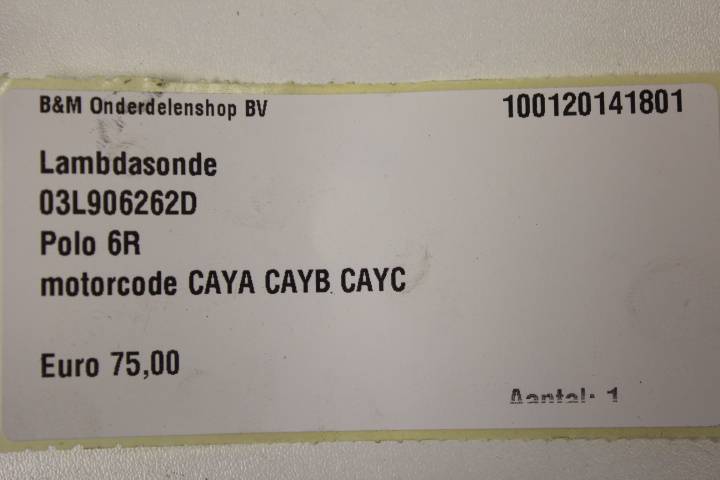 B&M Onderdelenshop BV 100120141801
Lambdasonde
03L906262D
Polo 6R
motorcode CAYA CAYB CAYC
Euro 75,00
Aantal: 1